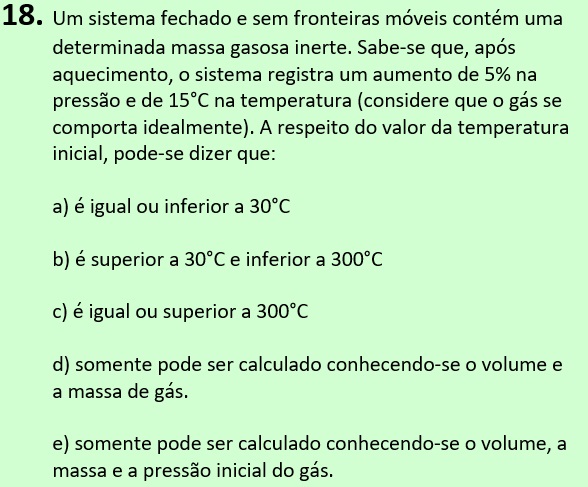 18. Um sistema fechado e sem fronteiras móveis contém uma
determinada massa gasosa inerte. Sabe-se que, após
aquecimento, o sistema registra um aumento de 5% na
pressão e de 15°C na temperatura (considere que o gás se
comporta idealmente). A respeito do valor da temperatura
inicial, pode-se dizer que:
a) é igual ou inferior a 30°C
b) é superior a 30°C e inferior a 300°C
c) é igual ou superior a 300°C
d) somente pode ser calculado conhecendo-se o volume e
a massa de gás.
e) somente pode ser calculado conhecendo-se o volume, a
massa e a pressão inicial do gás.